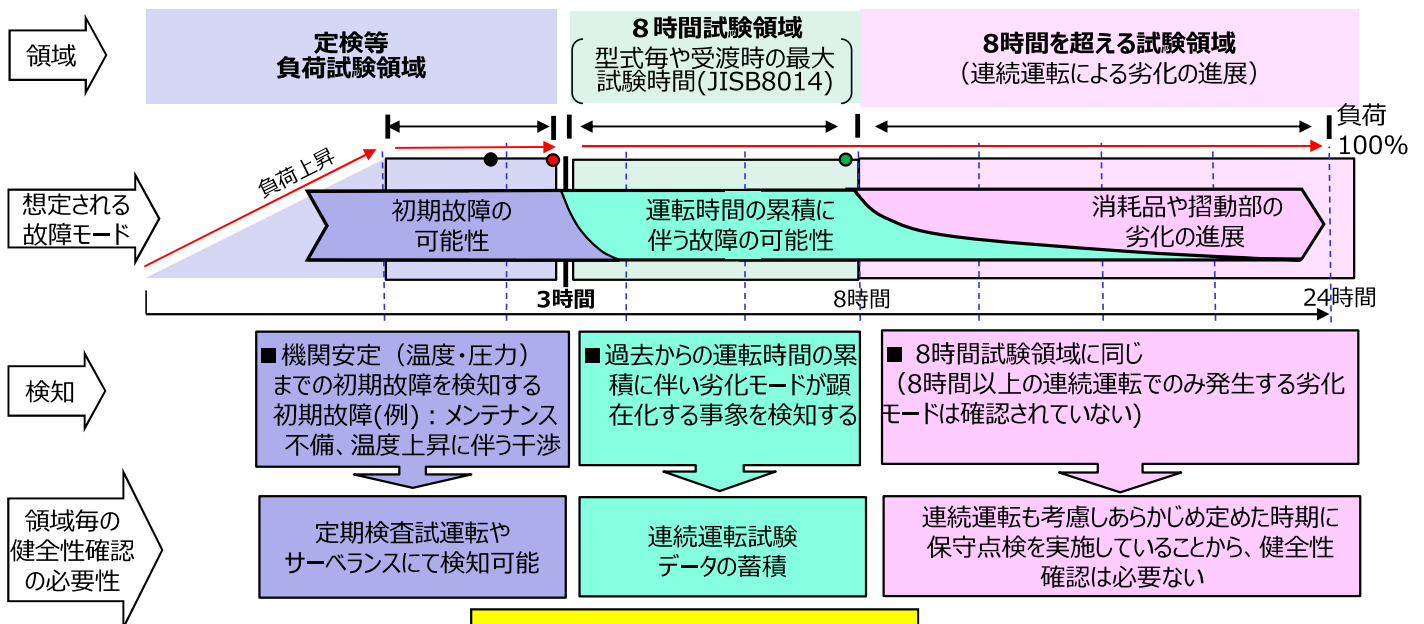 領域
定検等
負荷試験領域
８時間試験領域
型式毎や受渡時の最大
試験時間(JISB8014)
8時間を超える試験領域
（連続運転による劣化の進展）
負荷
100%
負荷上昇
想定される
故障モード
初期故障の
可能性
運転時間の累積に
伴う故障の可能性
消耗品や摺動部の
劣化の進展
3時間
8時間
24時間
検知
■機関安定（温度・圧力）
までの初期故障を検知する
初期故障(例)：メンテナンス
不備、温度上昇に伴う干渉
■過去からの運転時間の累
積に伴い劣化モードが顕
在化する事象を検知する
■ 8時間試験領域に同じ
（8時間以上の連続運転でのみ発生する劣化
モードは確認されていない)
領域毎の
健全性確認
の必要性
定期検査試運転や
サーベランスにて検知可能
連続運転試験
データの蓄積
連続運転も考慮しあらかじめ定めた時期に
保守点検を実施していることから、健全性
確認は必要ない